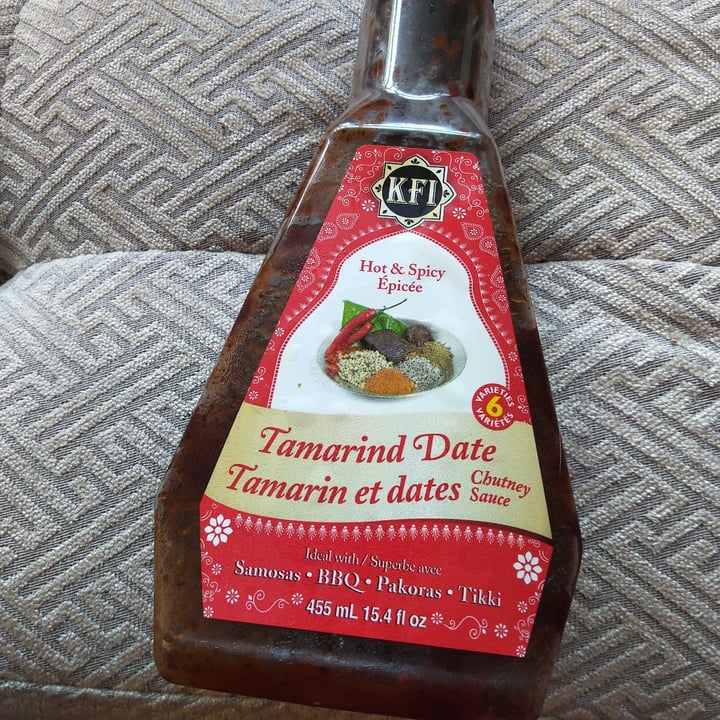 KFI
Hot & Spicy
Épicée
VARIETIES
6
VARIÉTÉS
Tamarind Date
Tamarin et dates
Chutney
Sauce
Ideal with / Superbe avec
Samosas • BBQ • Pakoras • Tikki
455 mL 15.4 fl oz